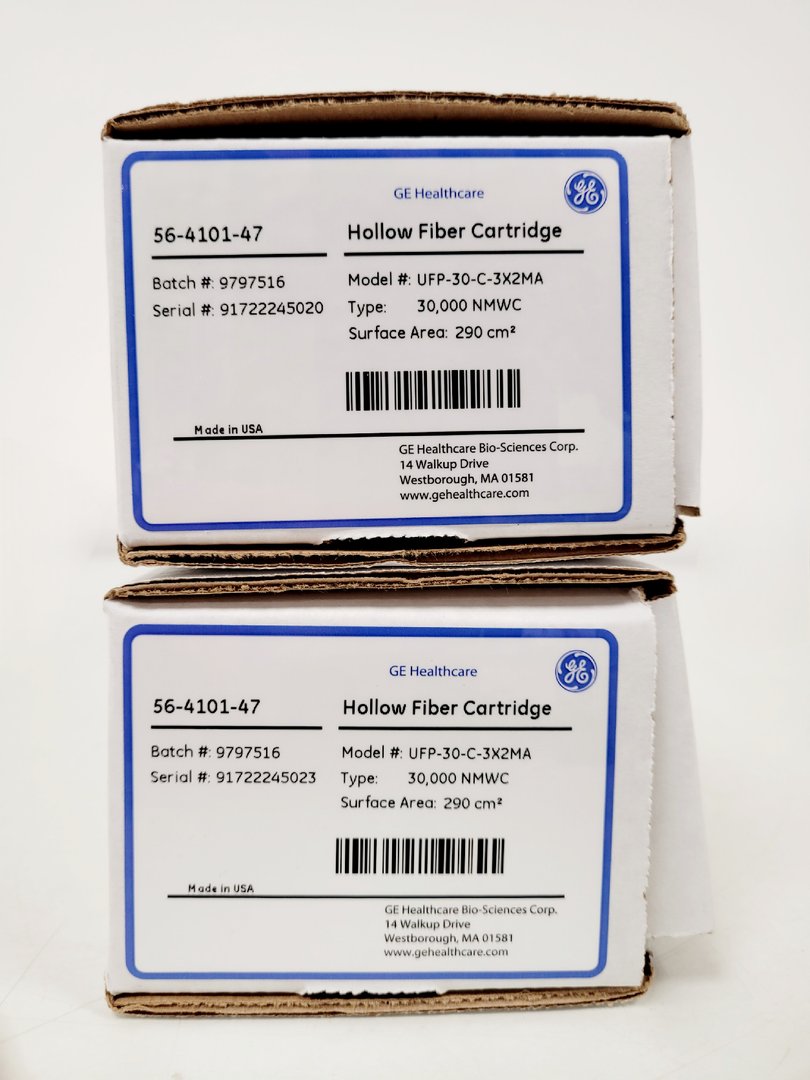 GE Healthcare
GE
56-4101-47
Hollow Fiber Cartridge
Batch #: 9797516
Model #: UFP-30-C-3X2MA
Serial #: 91722245020
Type: 30,000 NMWC
Surface Area: 290 cm²
Made in USA
GE Healthcare Bio-Sciences Corp.
14 Walkup Drive
Westborough, MA 01581
www.gehealthcare.com
GE Healthcare
GE
56-4101-47
Hollow Fiber Cartridge
Batch #: 9797516
Model #: UFP-30-C-3X2MA
Serial #: 91722245023
Type: 30,000 NMWC
Surface Area: 290 cm²
Made in USA
GE Healthcare Bio-Sciences Corp.
14 Walkup Drive
Westborough, MA 01581
www.gehealthcare.com